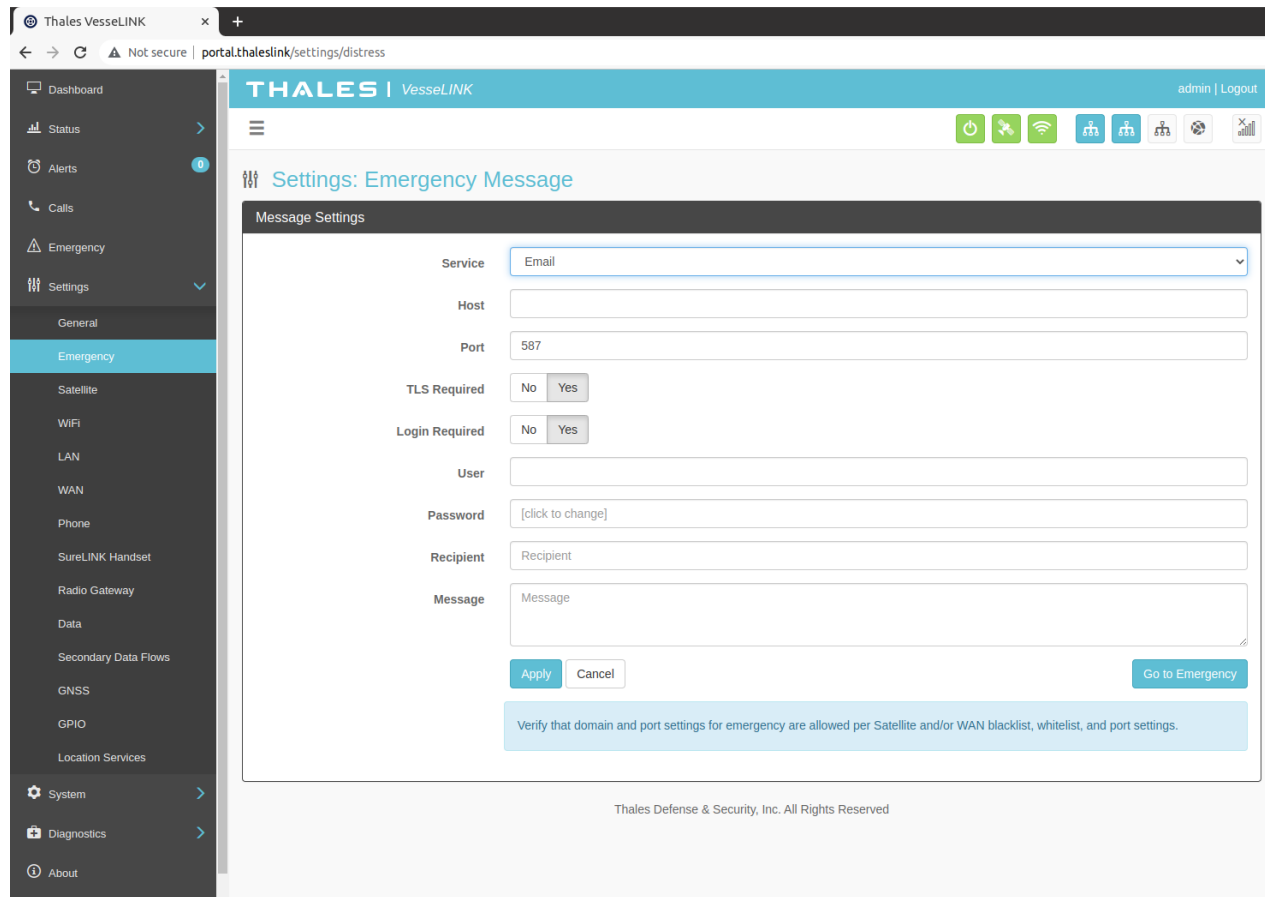 Thales VesseLINK × +
Not secure | portal.thaleslink/settings/distress
Dashboard
Status
Alerts 0
Calls
Emergency
Settings
General
Emergency
Satellite
WiFi
LAN
WAN
Phone
SureLINK Handset
Radio Gateway
Data
Secondary Data Flows
GNSS
GPIO
Location Services
System
Diagnostics
About
THALES | VesseLINK
admin | Logout
Settings: Emergency Message
Message Settings
Service Email
Host
Port 587
TLS Required No Yes
Login Required No Yes
User
Password [click to change]
Recipient Recipient
Message Message
Apply Cancel Go to Emergency
Verify that domain and port settings for emergency are allowed per Satellite and/or WAN blacklist, whitelist, and port settings.
Thales Defense & Security, Inc. All Rights Reserved